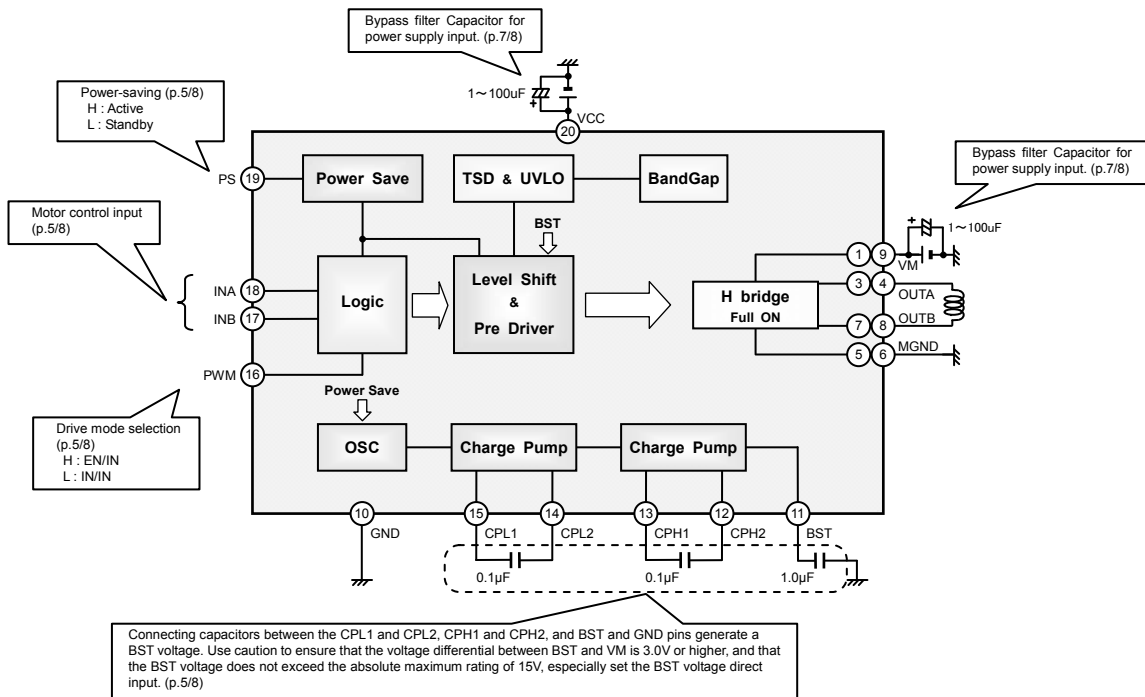 Bypass filter Capacitor for
power supply input. (p.7/8)
Power-saving (p.5/8)
H : Active
L : Standby
1～100uF
+
VCC
20
Bypass filter Capacitor for
power supply input. (p.7/8)
PS
19
Power Save
TSD & UVLO
BandGap
Motor control input
(p.5/8)
BST
+
1～100uF
1
9
VM
INA
18
INB
17
Logic
Level Shift
&
Pre Driver
H bridge
Full ON
3
4
OUTA
7
8
OUTB
5
6
MGND
PWM
16
Power Save
Drive mode selection
(p.5/8)
H : EN/IN
L : IN/IN
OSC
Charge Pump
Charge Pump
10
15
14
13
12
11
GND
CPL1
CPL2
CPH1
CPH2
BST
0.1μF
0.1μF
1.0μF
Connecting capacitors between the CPL1 and CPL2, CPH1 and CPH2, and BST and GND pins generate a
BST voltage. Use caution to ensure that the voltage differential between BST and VM is 3.0V or higher, and that
the BST voltage does not exceed the absolute maximum rating of 15V, especially set the BST voltage direct
input. (p.5/8)